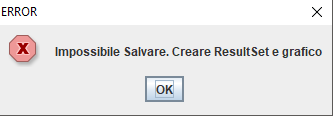 ERROR
Impossibile Salvare. Creare ResultSet e grafico
OK